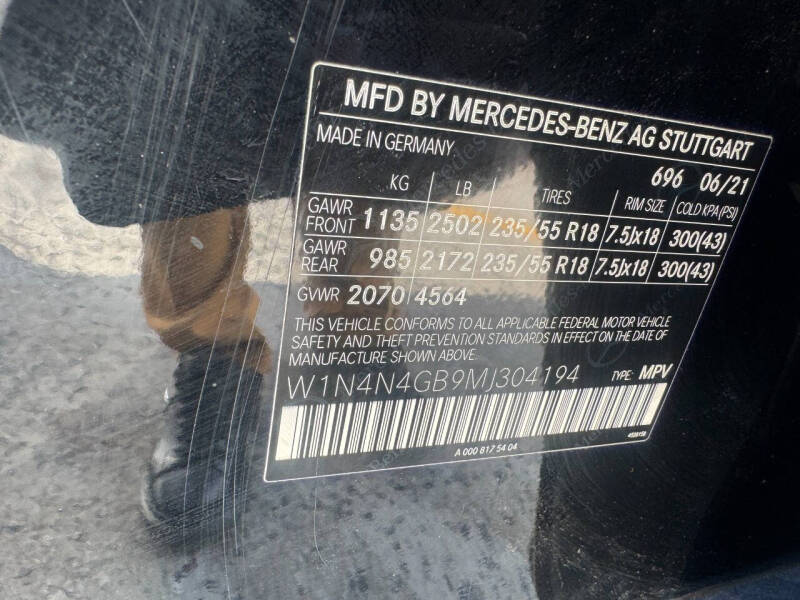 MFD BY MERCEDES-BENZ AG STUTTGART
MADE IN GERMANY
696 06/21
KG LB TIRES RIM SIZE COLD KPA (PSI)
GAWR FRONT 1135 2502 235/55 R18 7.5Jx18 300(43)
GAWR REAR 985 2172 235/55 R18 7.5Jx18 300(43)
GVWR 2070 4564
THIS VEHICLE CONFORMS TO ALL APPLICABLE FEDERAL MOTOR VEHICLE
SAFETY AND THEFT PREVENTION STANDARDS IN EFFECT ON THE DATE OF
MANUFACTURE SHOWN ABOVE.
W1N4N4GB9MJ304194 TYPE: MPV
A 000 817 54 04